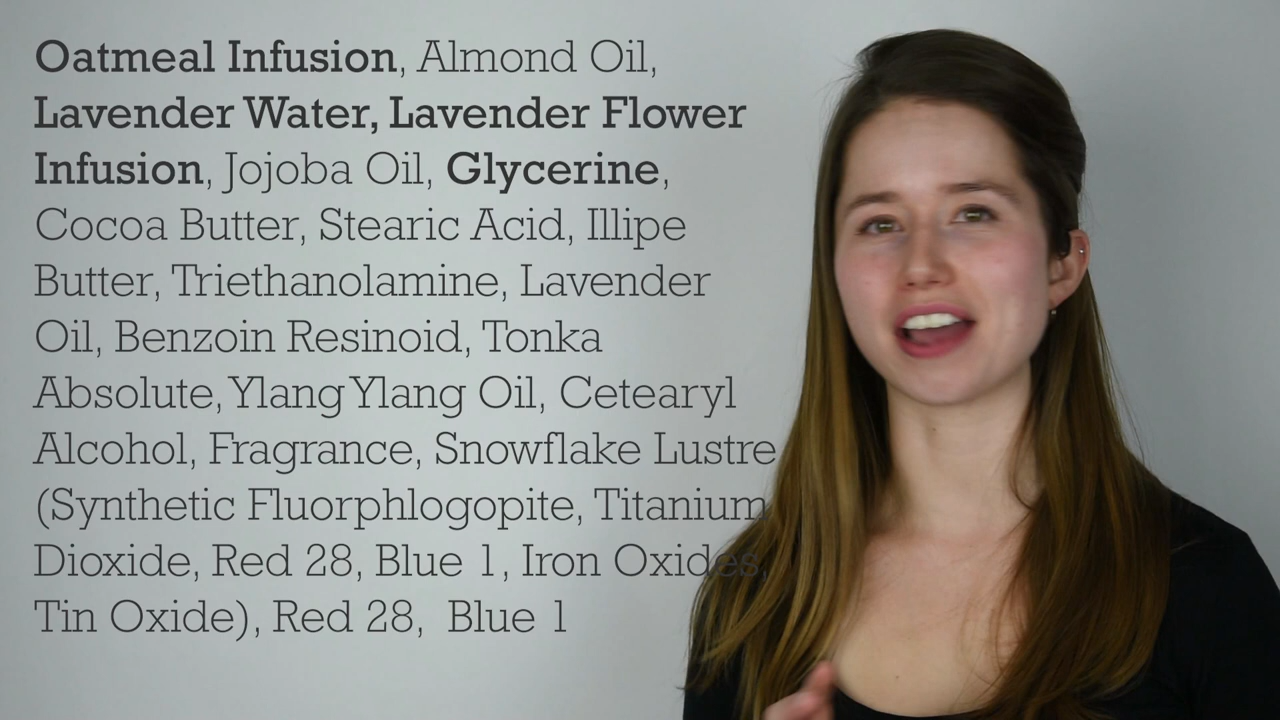 Oatmeal Infusion, Almond Oil,
Lavender Water, Lavender Flower
Infusion, Jojoba Oil, Glycerine,
Cocoa Butter, Stearic Acid, Illipe
Butter, Triethanolamine, Lavender
Oil, Benzoin Resinoid, Tonka
Absolute, Ylang Ylang Oil, Cetearyl
Alcohol, Fragrance, Snowflake Lustre
(Synthetic Fluorphlogopite, Titanium
Dioxide, Red 28, Blue 1, Iron Oxides,
Tin Oxide), Red 28, Blue 1